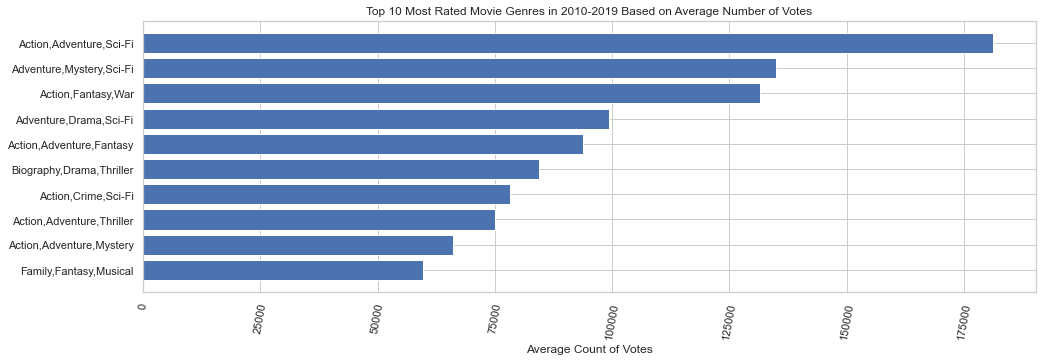 Top 10 Most Rated Movie Genres in 2010-2019 Based on Average Number of Votes
Action,Adventure,Sci-Fi
Adventure,Mystery,Sci-Fi
Action,Fantasy,War
Adventure,Drama,Sci-Fi
Action,Adventure,Fantasy
Biography,Drama,Thriller
Action,Crime,Sci-Fi
Action,Adventure,Thriller
Action,Adventure,Mystery
Family,Fantasy,Musical
0
25000
50000
75000
100000
125000
150000
175000
Average Count of Votes